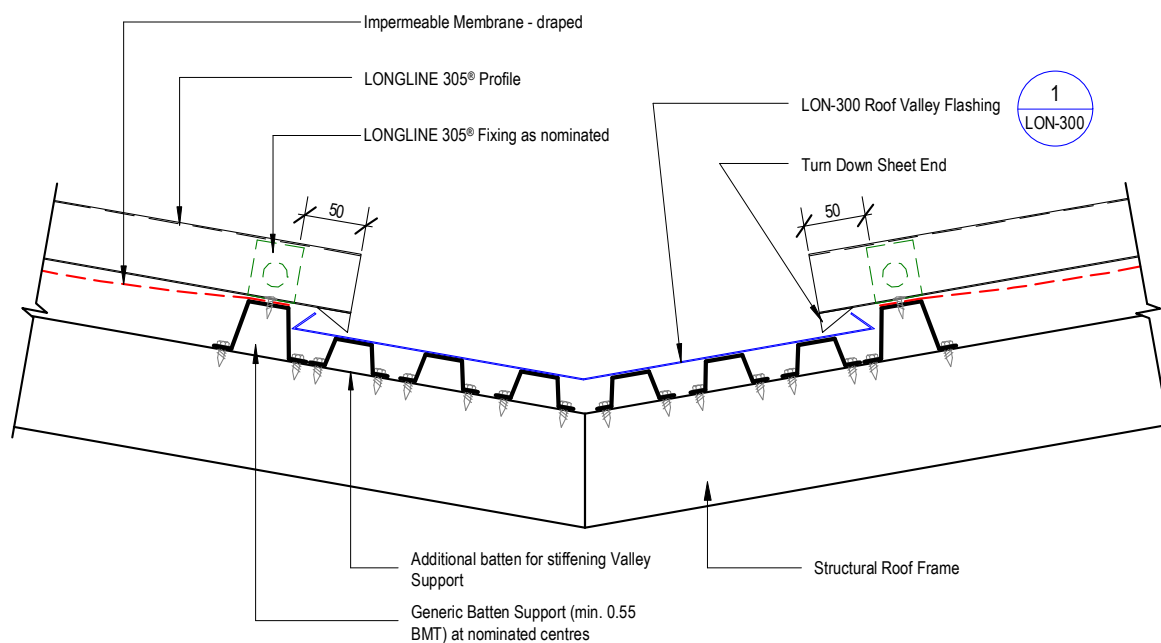 Impermeable Membrane - draped
LONGLINE 305® Profile
LONGLINE 305® Fixing as nominated
LON-300 Roof Valley Flashing
1
LON-300
Turn Down Sheet End
50
50
Additional batten for stiffening Valley
Support
Generic Batten Support (min. 0.55
BMT) at nominated centres
Structural Roof Frame